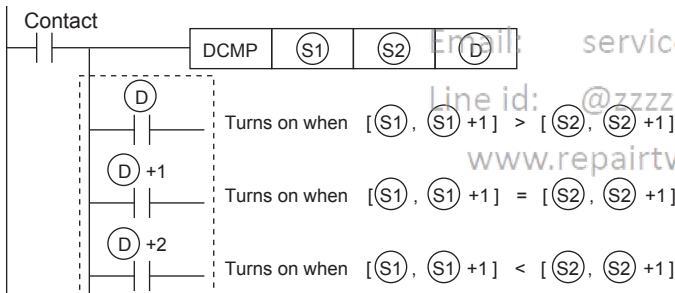 Contact
DCMP S1 S2 D
Email: servic
Line id: @zzzz
www.repairtv
D
Turns on when [S1, S1 +1] > [S2, S2 +1]
D +1
Turns on when [S1, S1 +1] = [S2, S2 +1]
D +2
Turns on when [S1, S1 +1] < [S2, S2 +1]